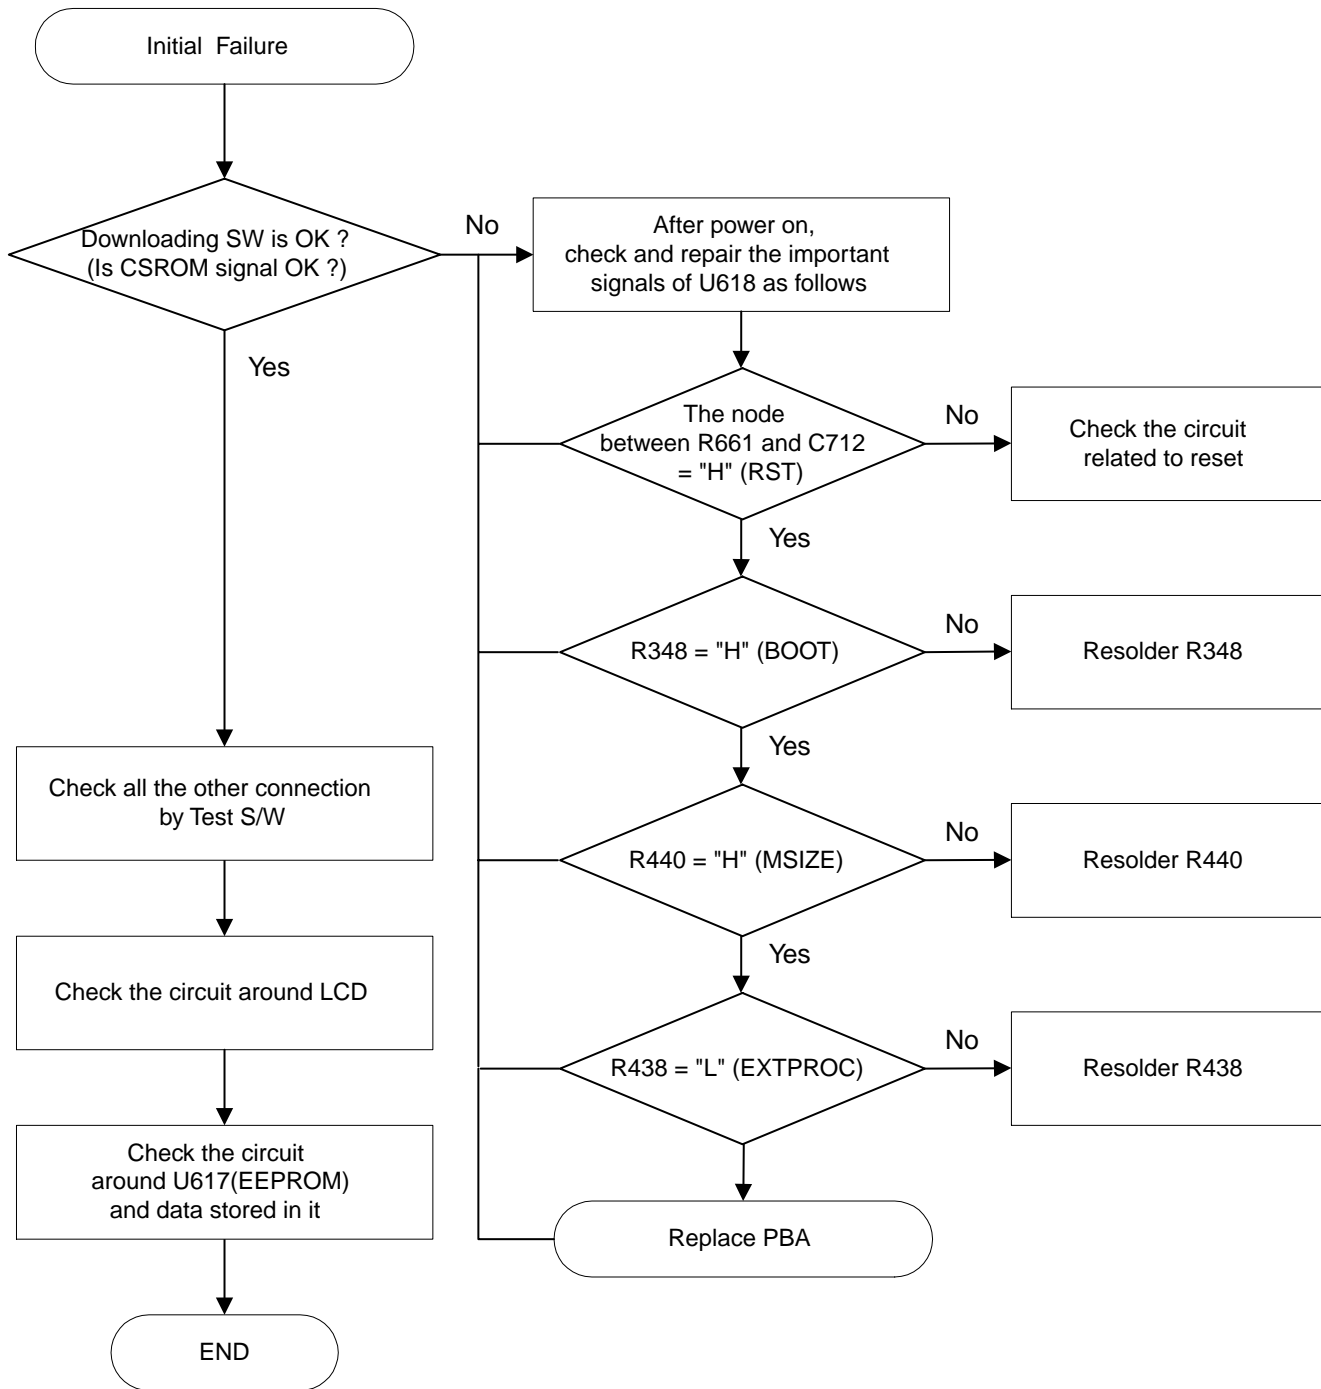 Initial Failure
Downloading SW is OK ?
(Is CSROM signal OK ?)
No
After power on,
check and repair the important
signals of U618 as follows
Yes
The node
between R661 and C712
= "H" (RST)
No
Check the circuit
related to reset
Yes
R348 = "H" (BOOT)
No
Resolder R348
Yes
Check all the other connection
by Test S/W
R440 = "H" (MSIZE)
No
Resolder R440
Yes
Check the circuit around LCD
R438 = "L" (EXTPROC)
No
Resolder R438
Check the circuit
around U617(EEPROM)
and data stored in it
Replace PBA
END